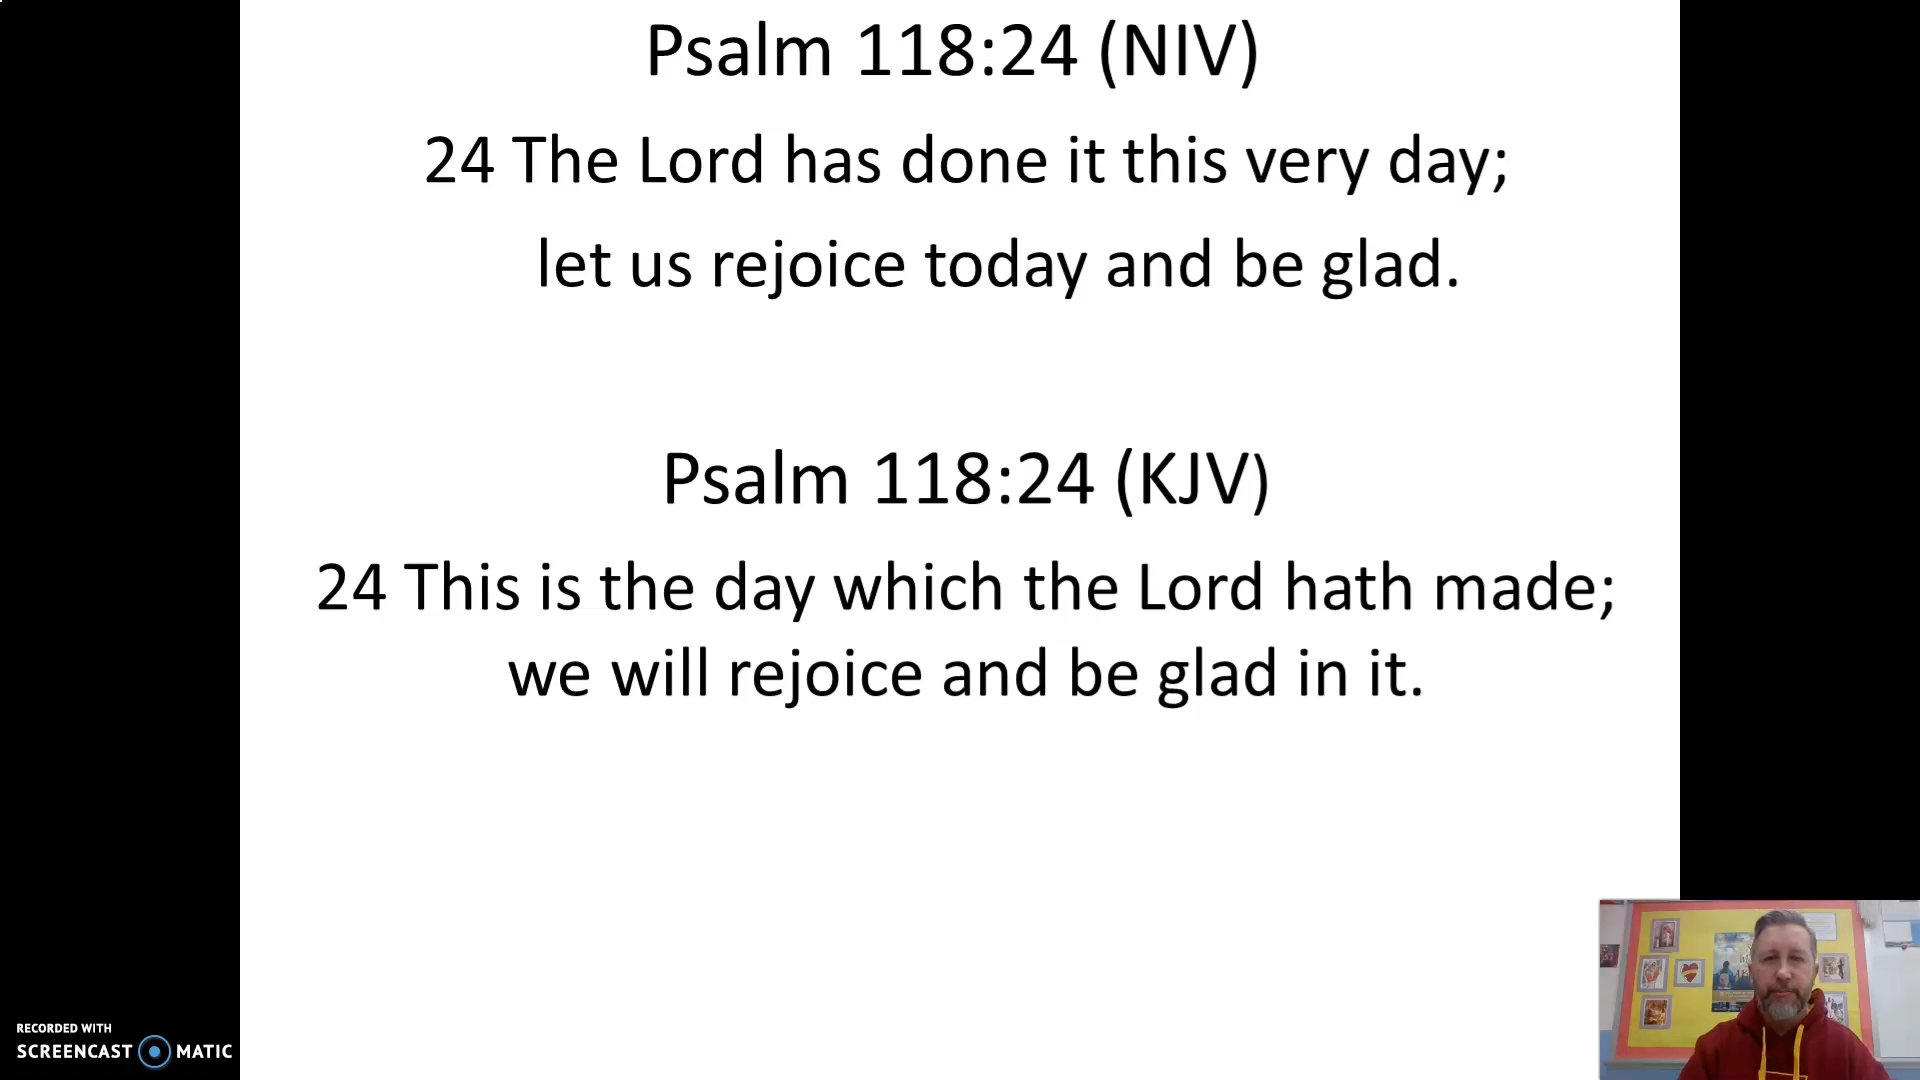 Psalm 118:24 (NIV)
24 The Lord has done it this very day;
let us rejoice today and be glad.
Psalm 118:24 (KJV)
24 This is the day which the Lord hath made;
we will rejoice and be glad in it.
RECORDED WITH
SCREENCAST MATIC